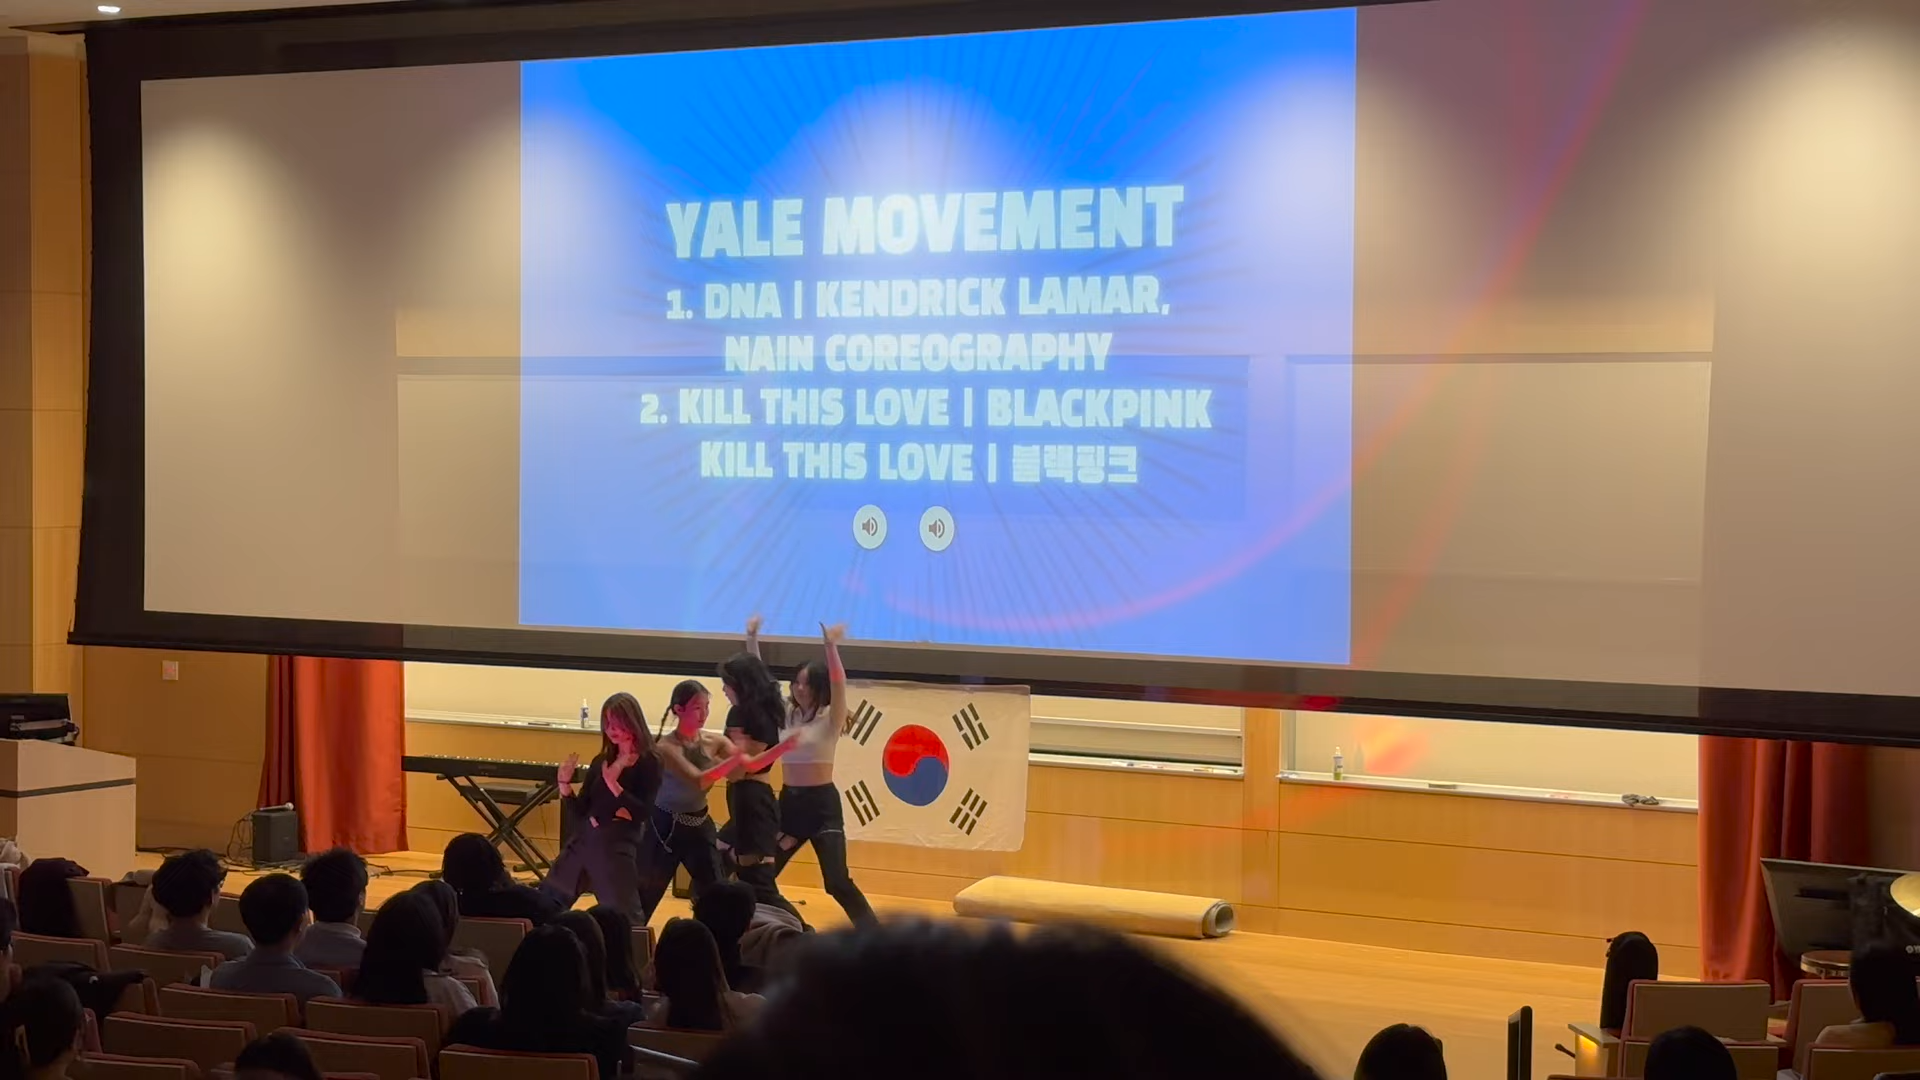 YALE MOVEMENT
1. DNA | KENDRICK LAMAR,
NAIN COREOGRAPHY
2. KILL THIS LOVE | BLACKPINK
KILL THIS LOVE | 블랙핑크